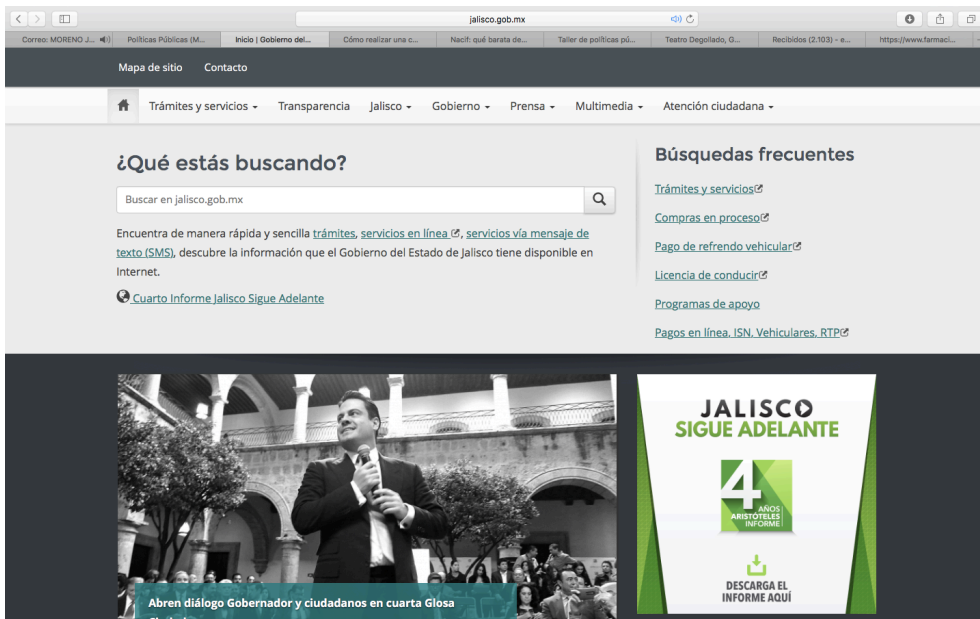 jalisco.gob.mx
Correo: MORENO J...
Políticas Públicas (M...
Inicio | Gobierno del...
Cómo realizar una c...
Nacif: qué barata de...
Taller de políticas pú...
Teatro Degollado, G...
Recibidos (2.103) – e...
https://www.farmaci...
Mapa de sitio Contacto
Trámites y servicios Transparencia Jalisco Gobierno Prensa Multimedia Atención ciudadana
¿Qué estás buscando?
Buscar en jalisco.gob.mx
Encuentra de manera rápida y sencilla trámites, servicios en línea, servicios vía mensaje de
texto (SMS), descubre la información que el Gobierno del Estado de Jalisco tiene disponible en
Internet.
Cuarto Informe Jalisco Sigue Adelante
Búsquedas frecuentes
Trámites y servicios
Compras en proceso
Pago de refrendo vehicular
Licencia de conducir
Programas de apoyo
Pagos en línea, ISN, Vehiculares, RTP
Abren diálogo Gobernador y ciudadanos en cuarta Glosa
JALISCO
SIGUE ADELANTE
4
AÑOS
ARISTÓTELES
INFORME
DESCARGA EL
INFORME AQUÍ